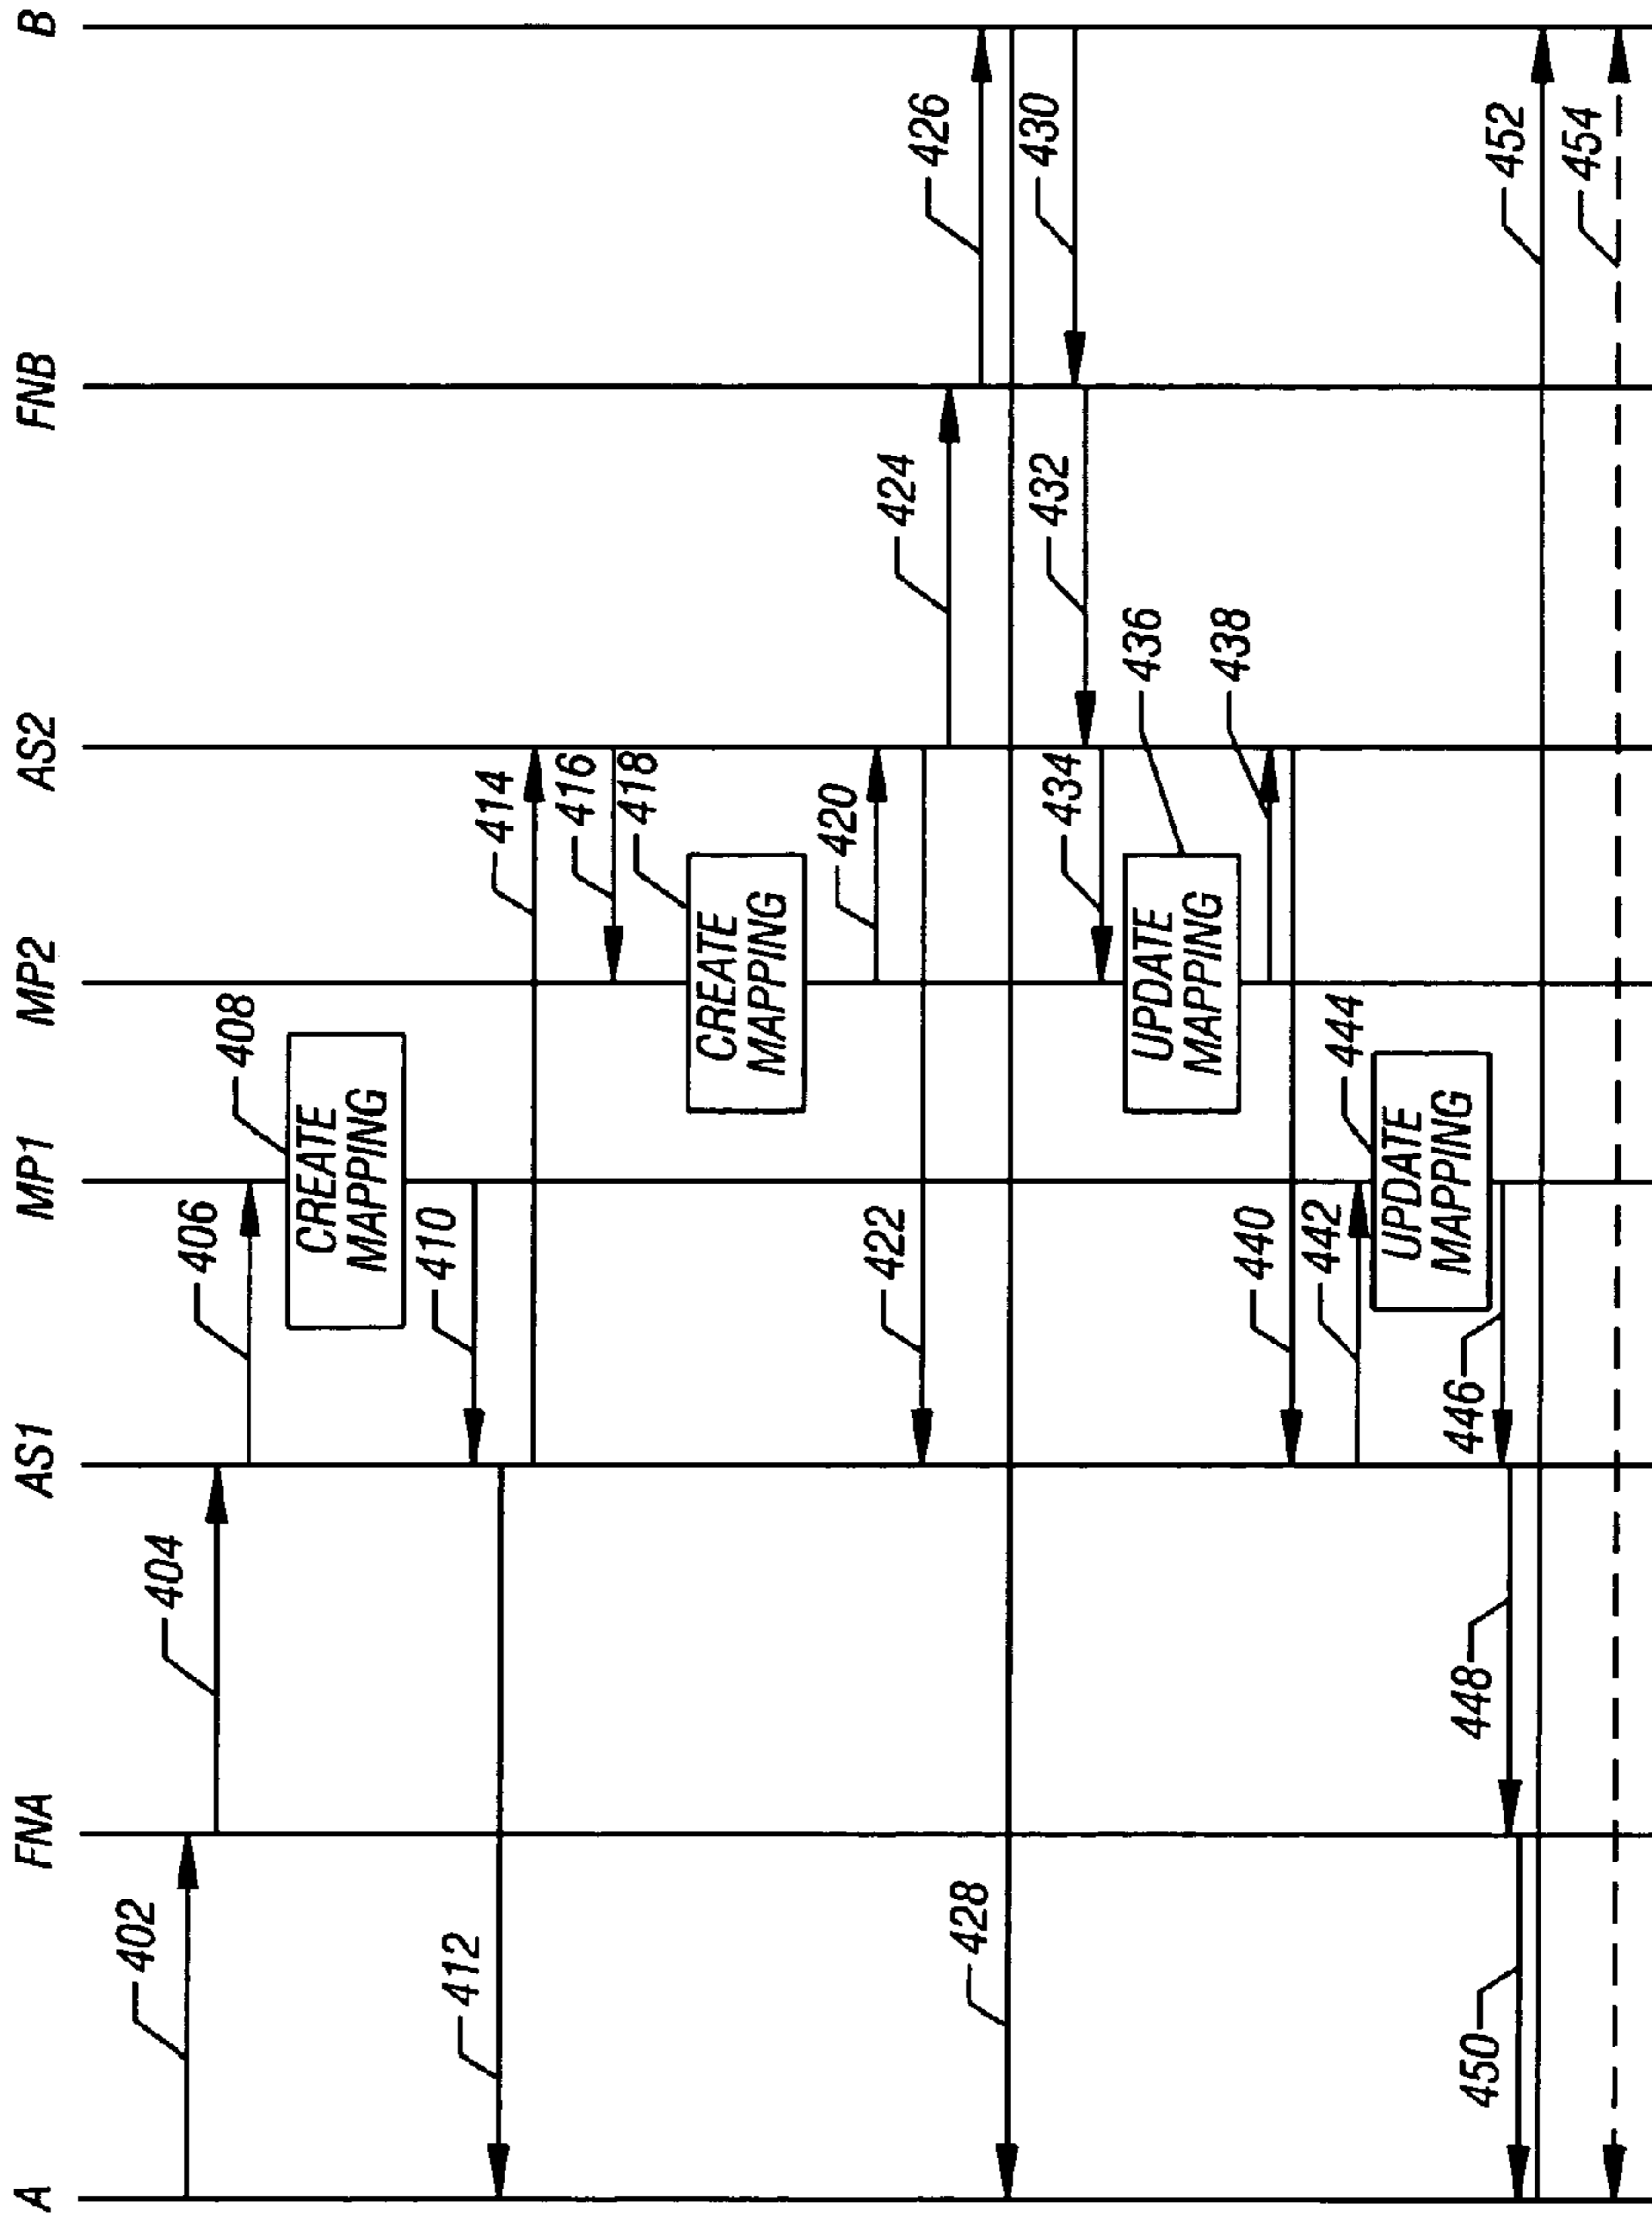 A
FNA
AS1
MP1
MP2
AS2
FNB
B
402
404
406
408
CREATE
MAPPING
410
412
414
416
418
CREATE
MAPPING
420
422
424
426
428
430
432
434
436
UPDATE
MAPPING
438
440
442
444
UPDATE
MAPPING
446
448
450
452
454